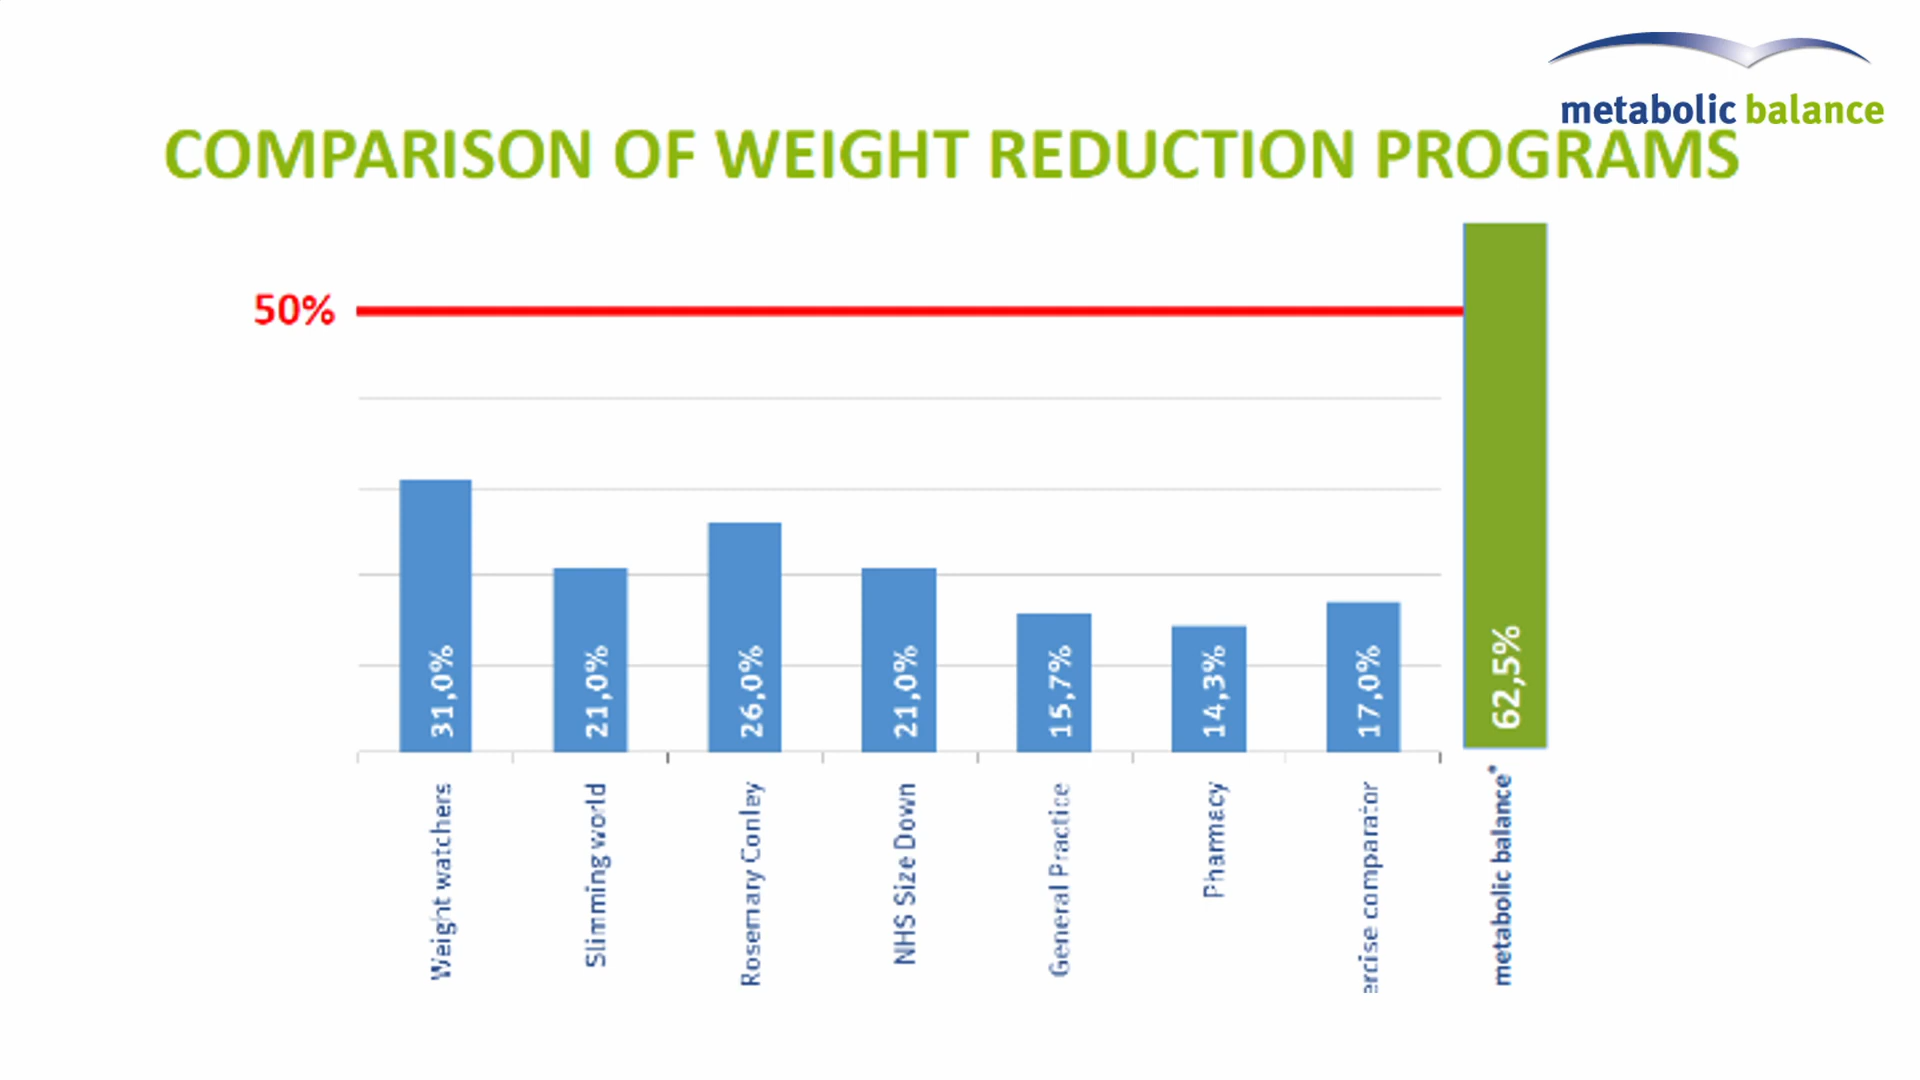 metabolic balance
COMPARISON OF WEIGHT REDUCTION PROGRAMS
50%
31,0%
21,0%
26,0%
21,0%
15,7%
14,3%
17,0%
62,5%
Weight watchers
Slimming world
Rosemary Conley
NHS Size Down
General Practice
Pharmacy
ercise comparator
metabolic balance®